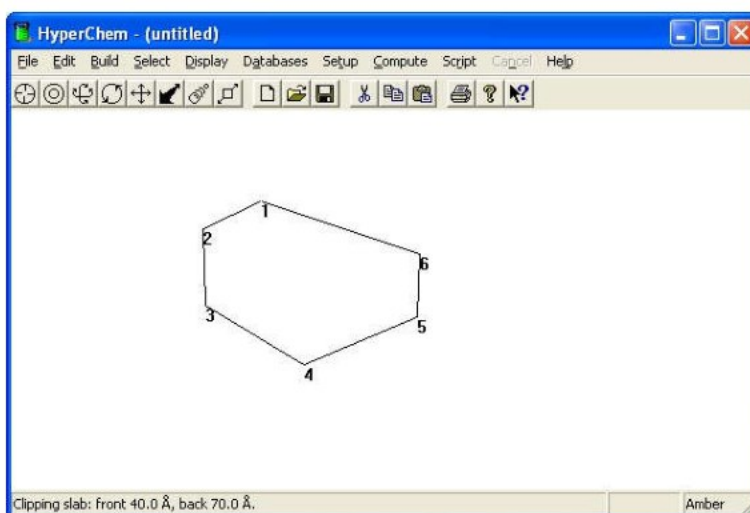 HyperChem - (untitled)
File Edit Build Select Display Databases Setup Compute Script Cancel Help
1
2
6
3
5
4
Clipping slab: front 40.0 Å, back 70.0 Å. Amber